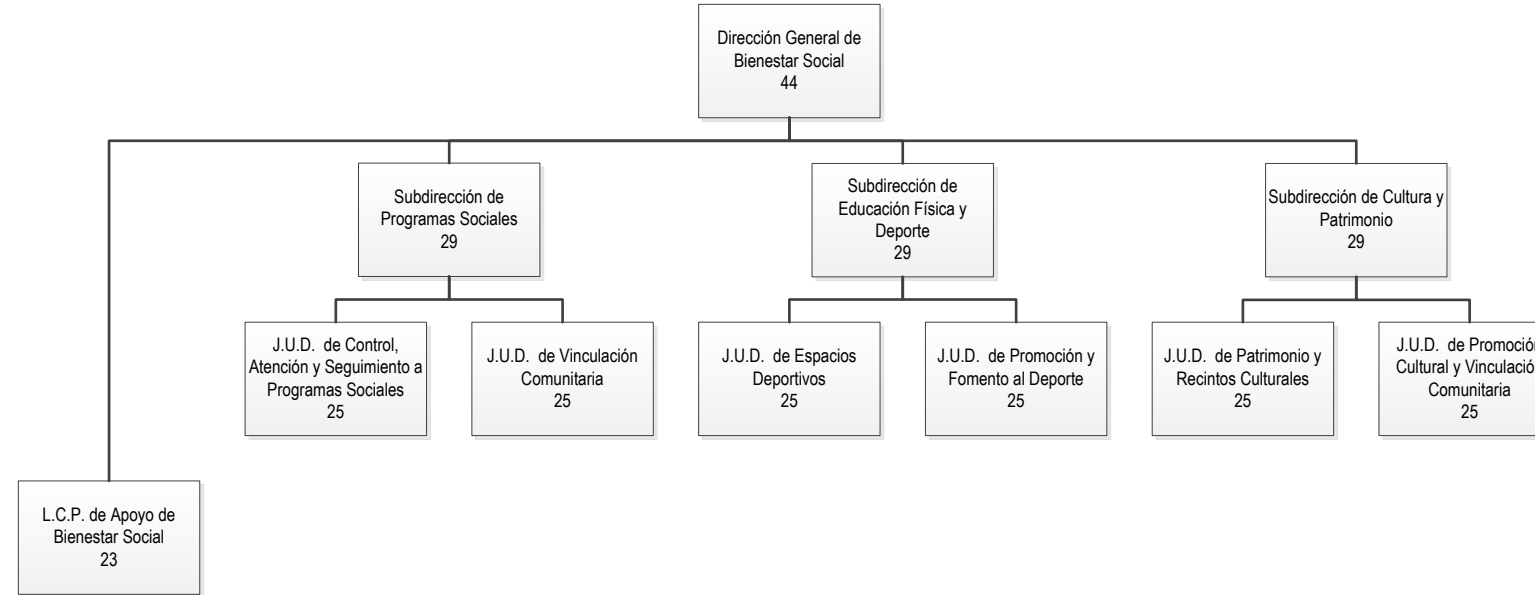 Dirección General de
Bienestar Social
44
Subdirección de
Programas Sociales
29
Subdirección de
Educación Física y
Deporte
29
Subdirección de Cultura y
Patrimonio
29
J.U.D. de Control,
Atención y Seguimiento a
Programas Sociales
25
J.U.D. de Vinculación
Comunitaria
25
J.U.D. de Espacios
Deportivos
25
J.U.D. de Promoción y
Fomento al Deporte
25
J.U.D. de Patrimonio y
Recintos Culturales
25
J.U.D. de Promoción
Cultural y Vinculació
Comunitaria
25
L.C.P. de Apoyo de
Bienestar Social
23